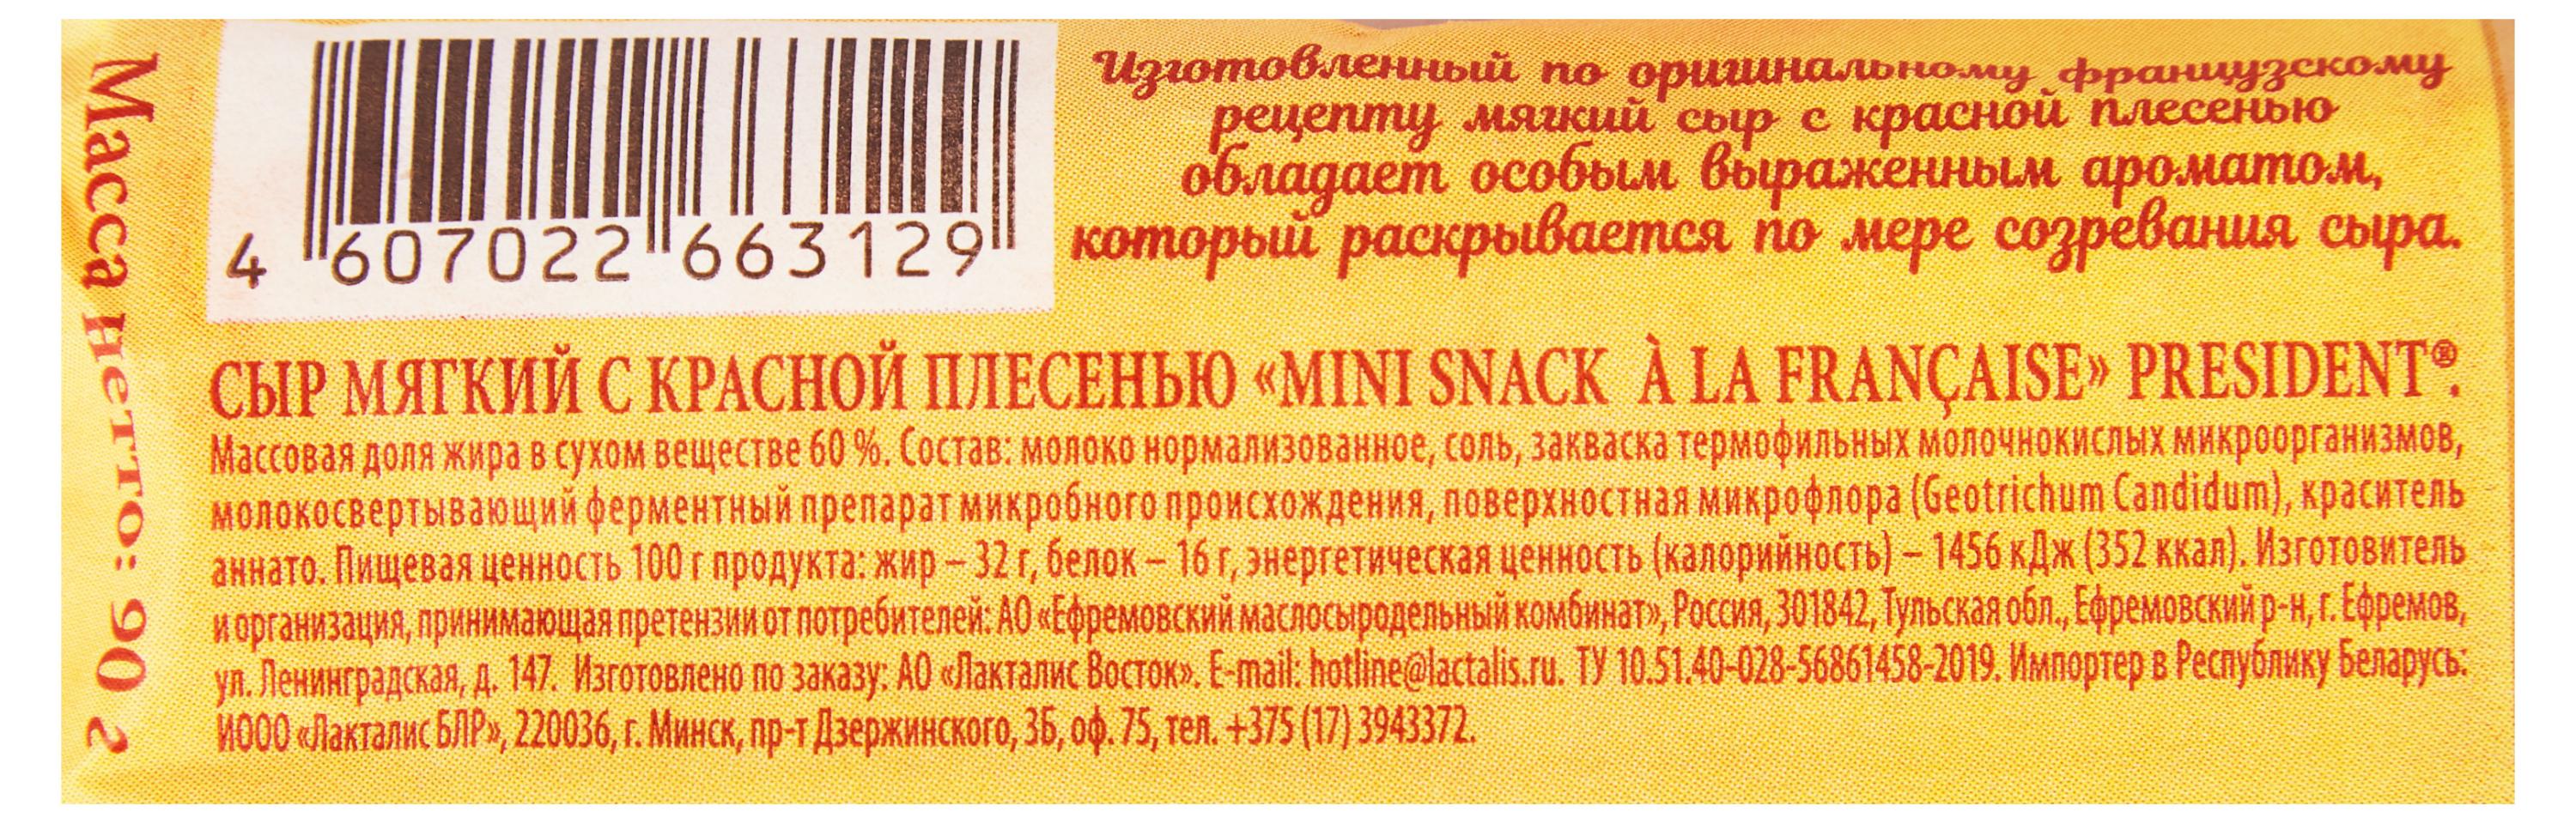 Масса нетто: 90 г
4 607022 663129
Изготовленный по оригинальному французскому
рецепту мягкий сыр с красной плесенью
обладает особым выраженным ароматом,
который раскрывается по мере созревания сыра.
СЫР МЯГКИЙ С КРАСНОЙ ПЛЕСЕНЬЮ «MINI SNACK À LA FRANÇAISE» PRESIDENT®.
Массовая доля жира в сухом веществе 60 %. Состав: молоко нормализованное, соль, закваска термофильных молочнокислых микроорганизмов,
молокосвертывающий ферментный препарат микробного происхождения, поверхностная микрофлора (Geotrichum Candidum), краситель
аннато. Пищевая ценность 100 г продукта: жир – 32 г, белок – 16 г, энергетическая ценность (калорийность) – 1456 кДж (352 ккал). Изготовитель
и организация, принимающая претензии от потребителей: АО «Ефремовский маслосыродельный комбинат», Россия, 301842, Тульская обл., Ефремовский р-н, г. Ефремов,
ул. Ленинградская, д. 147. Изготовлено по заказу: АО «Лакталис Восток». E-mail: hotline@lactalis.ru. ТУ 10.51.40-028-56861458-2019. Импортер в Республику Беларусь:
ИООО «Лакталис БЛР», 220036, г. Минск, пр-т Дзержинского, 3Б, оф. 75, тел. +375 (17) 3943372.